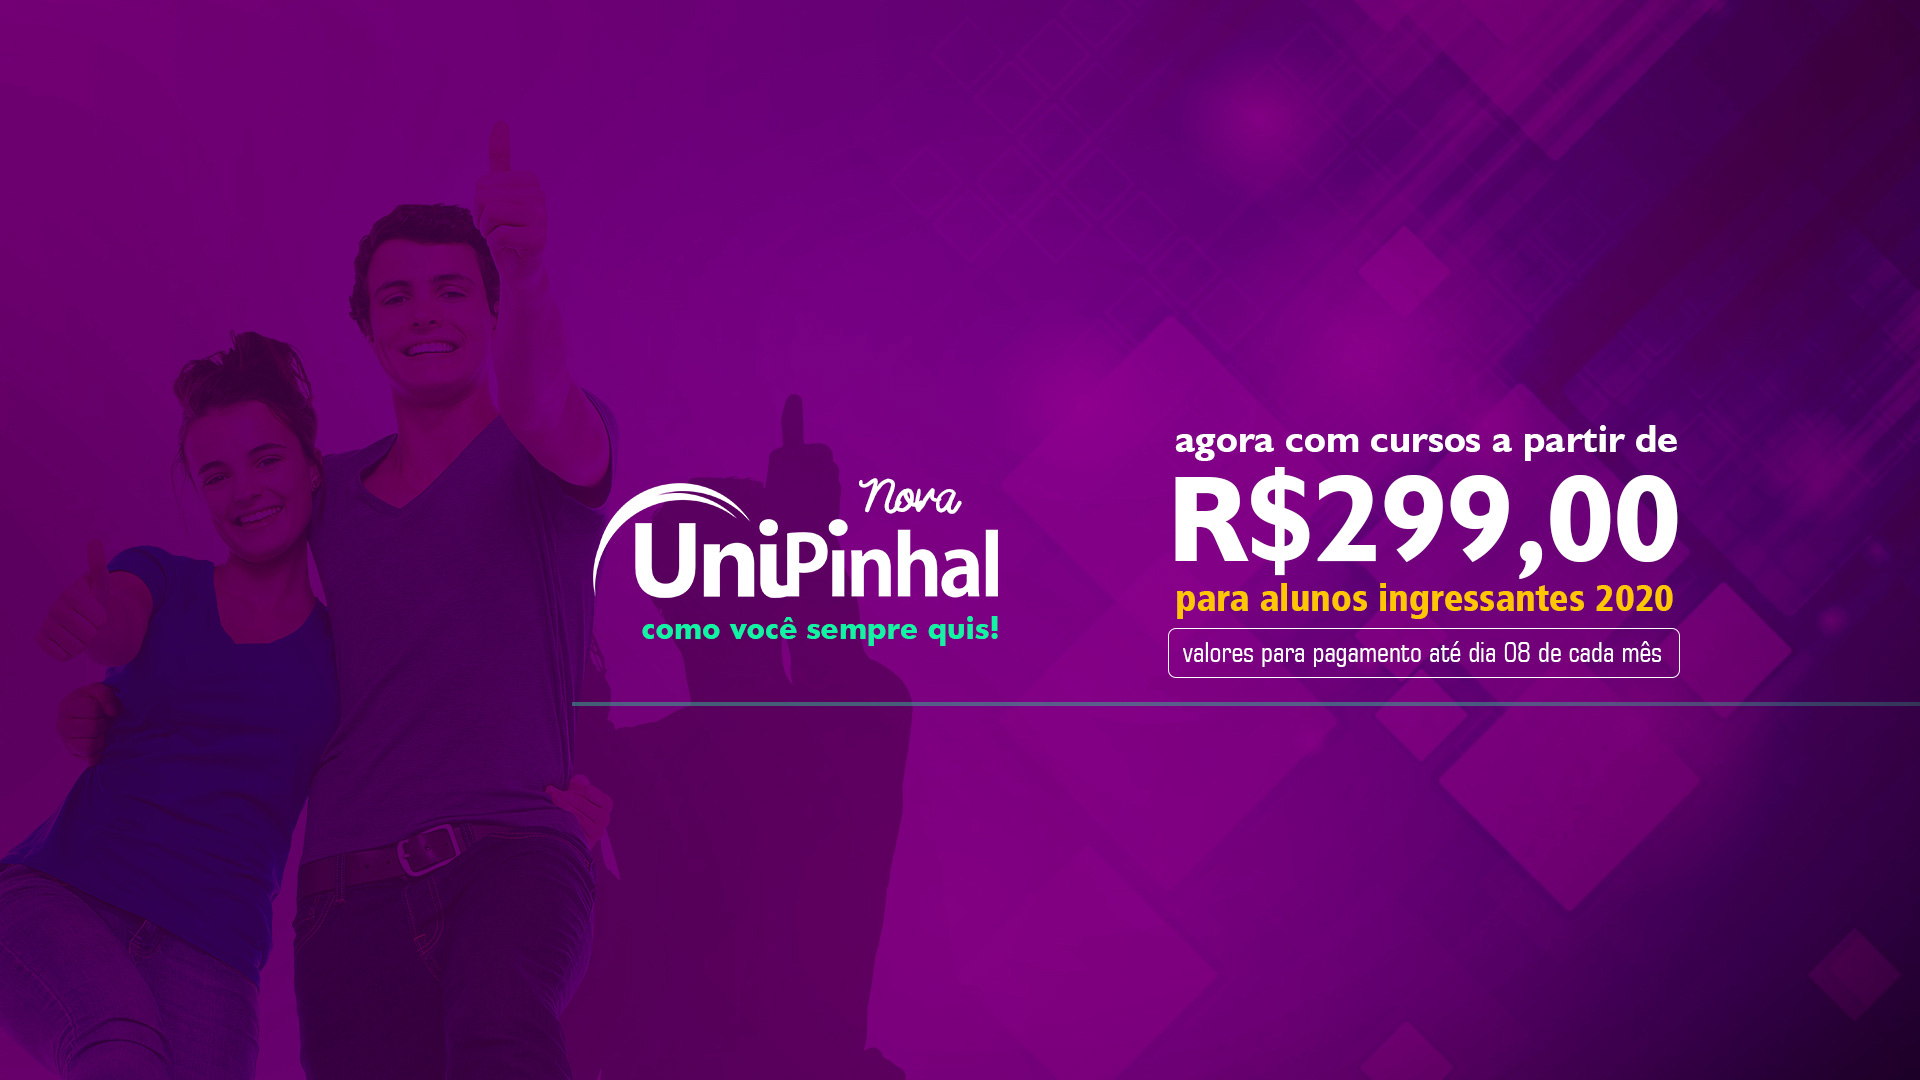 Nova
UniPinhal
como você sempre quis!
agora com cursos a partir de
R$299,00
para alunos ingressantes 2020
valores para pagamento até dia 08 de cada mês